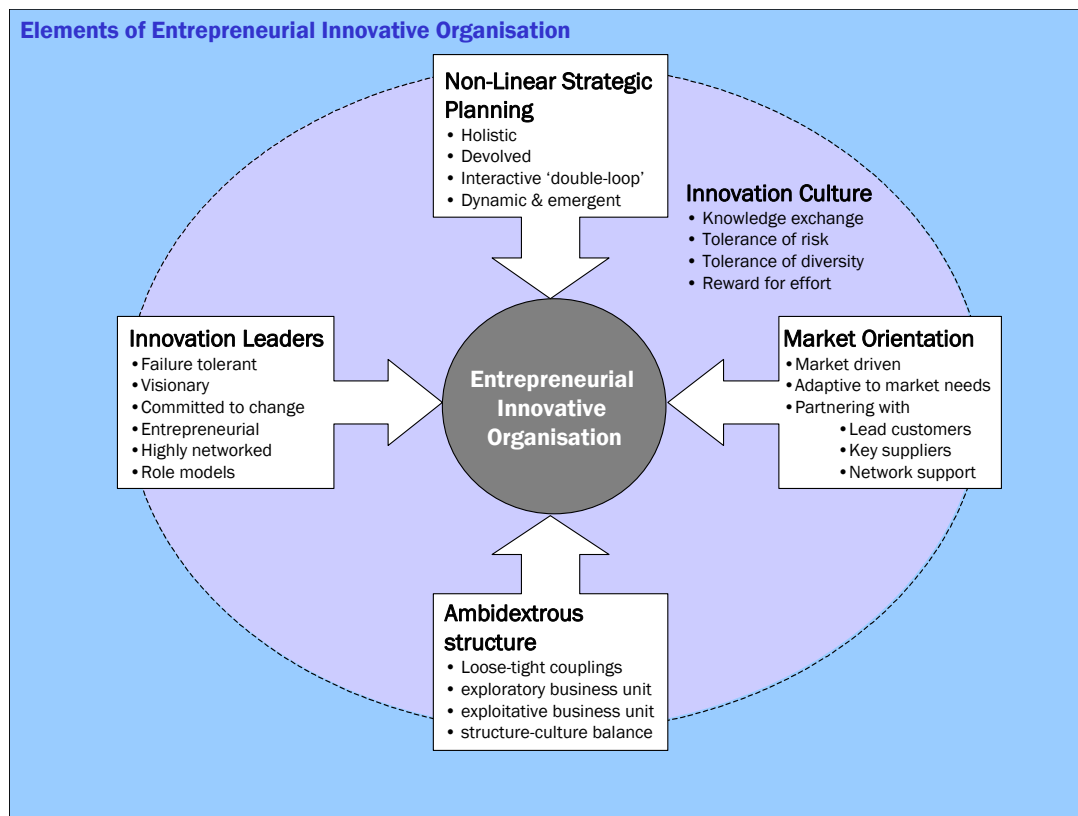 Elements of Entrepreneurial Innovative Organisation
Non-Linear Strategic
Planning
• Holistic
• Devolved
• Interactive ‘double-loop’
• Dynamic & emergent
Innovation Culture
• Knowledge exchange
• Tolerance of risk
• Tolerance of diversity
• Reward for effort
Innovation Leaders
•Failure tolerant
•Visionary
•Committed to change
•Entrepreneurial
•Highly networked
•Role models
Entrepreneurial
Innovative
Organisation
Market Orientation
•Market driven
•Adaptive to market needs
•Partnering with
•Lead customers
•Key suppliers
•Network support
Ambidextrous
structure
• Loose-tight couplings
• exploratory business unit
• exploitative business unit
• structure-culture balance